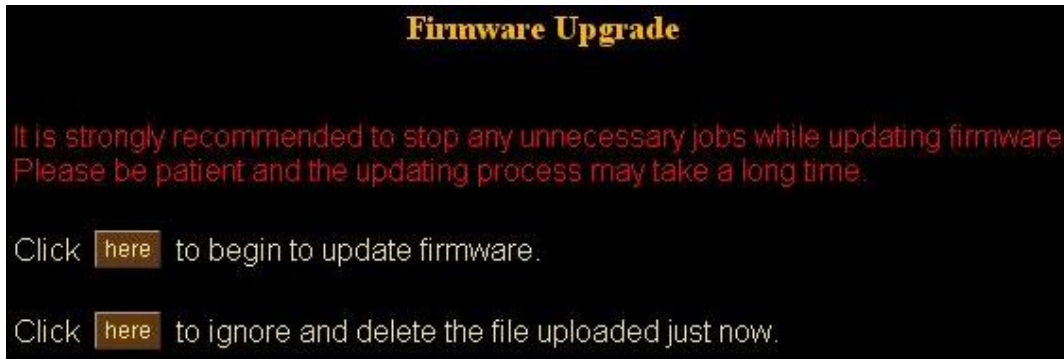 Firmware Upgrade
It is strongly recommended to stop any unnecessary jobs while updating firmware
Please be patient and the updating process may take a long time.
Click here to begin to update firmware.
Click here to ignore and delete the file uploaded just now.